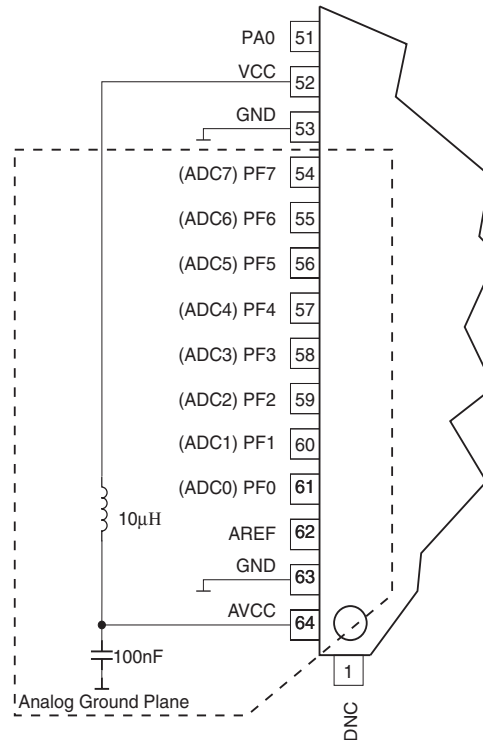 PA0 51
VCC 52
GND 53
(ADC7) PF7 54
(ADC6) PF6 55
(ADC5) PF5 56
(ADC4) PF4 57
(ADC3) PF3 58
(ADC2) PF2 59
(ADC1) PF1 60
(ADC0) PF0 61
10µH
AREF 62
GND 63
AVCC 64
100nF
1
Analog Ground Plane
DNC